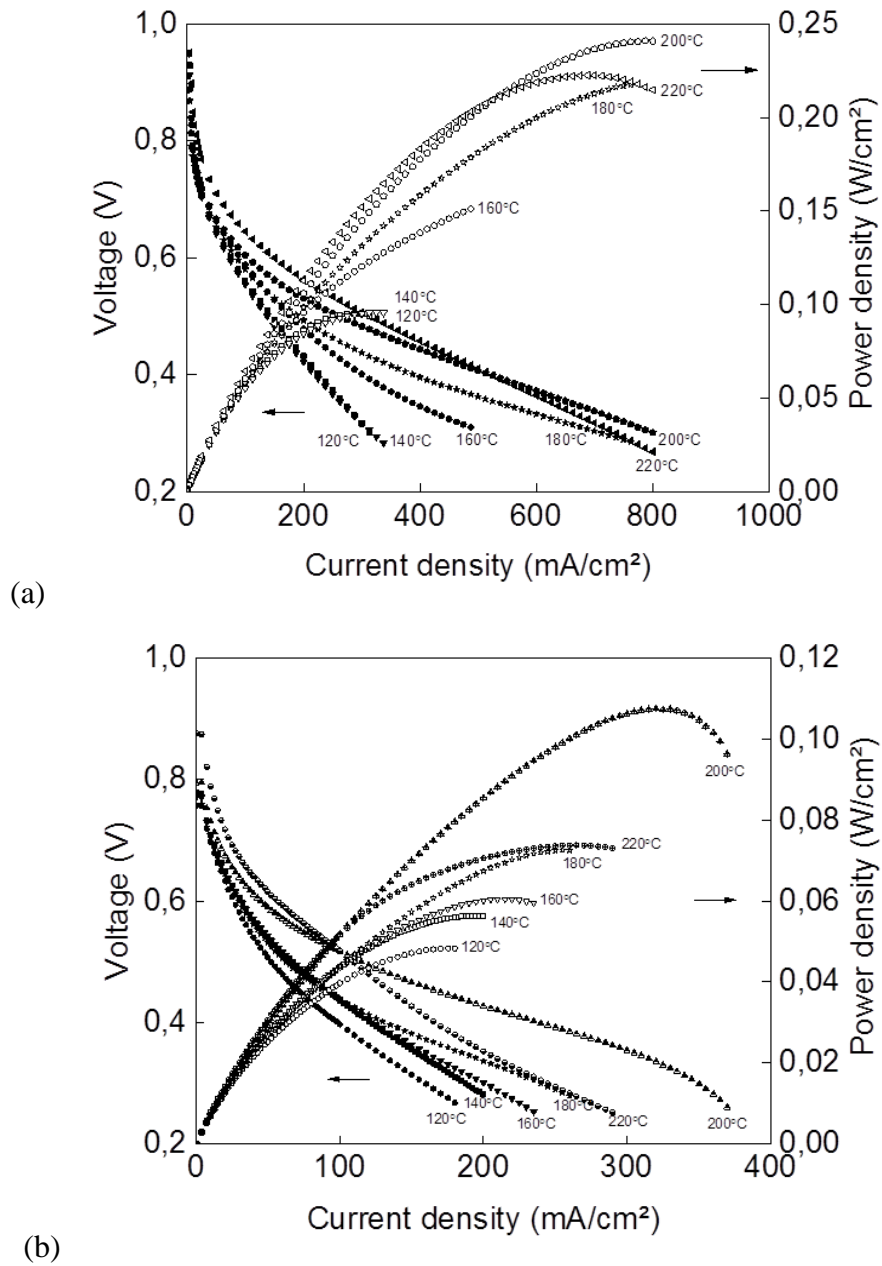 1,0
0,25
200°C
220°C
180°C
0,8
0,20
160°C
0,15
0,6
140°C
120°C
0,10
0,4
0,05
120°C 140°C 160°C 180°C 200°C
220°C
0,2
0,00
0 200 400 600 800 1000
Voltage (V)
Power density (W/cm²)
Current density (mA/cm²)
(a)
1,0
0,12
0,10
200°C
0,8
0,08
220°C
180°C
0,6
160°C
0,06
140°C
120°C
0,04
0,4
0,02
120°C 140°C 160°C 180°C 220°C 200°C
0,2
0,00
0 100 200 300 400
Voltage (V)
Power density (W/cm²)
Current density (mA/cm²)
(b)